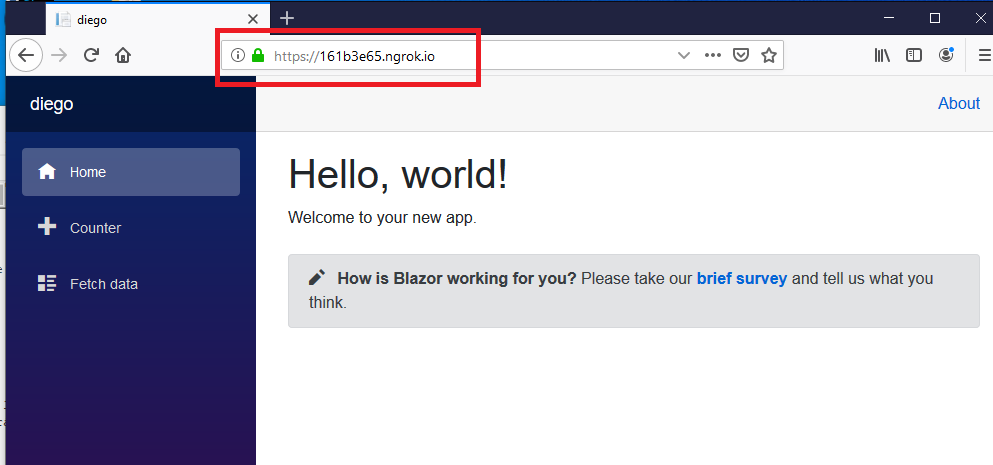 diego
https://161b3e65.ngrok.io
diego
About
Home
Counter
Fetch data
Hello, world!
Welcome to your new app.
How is Blazor working for you? Please take our brief survey and tell us what you
think.